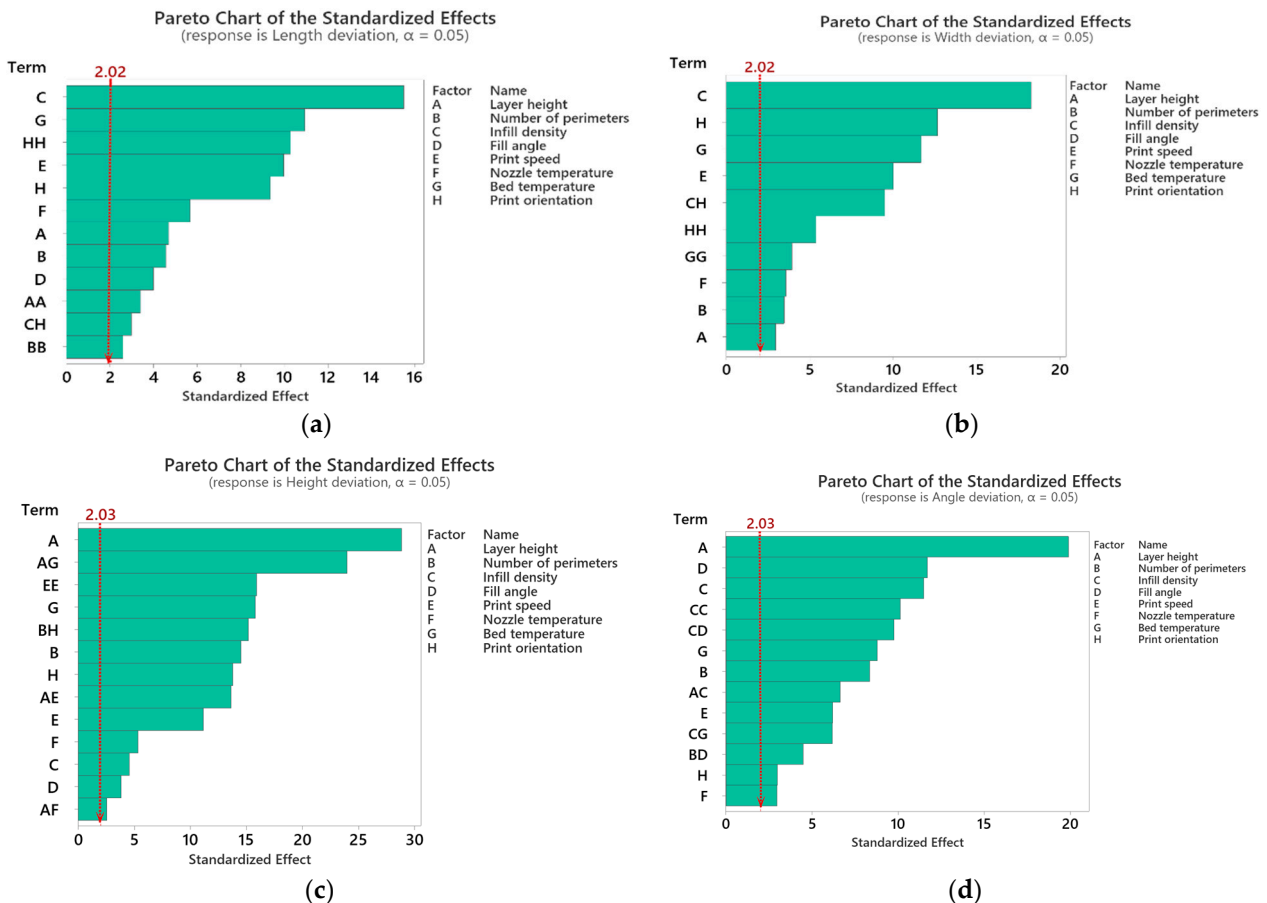 Pareto Chart of the Standardized Effects
(response is Length deviation, α = 0.05)
Term
2.02
C
G
HH
E
H
F
A
B
D
AA
CH
BB
0 2 4 6 8 10 12 14 16
Standardized Effect
Factor Name
A Layer height
B Number of perimeters
C Infill density
D Fill angle
E Print speed
F Nozzle temperature
G Bed temperature
H Print orientation
(a)
Pareto Chart of the Standardized Effects
(response is Width deviation, α = 0.05)
Term
2.02
C
H
G
E
CH
HH
GG
F
B
A
0 5 10 15 20
Standardized Effect
Factor Name
A Layer height
B Number of perimeters
C Infill density
D Fill angle
E Print speed
F Nozzle temperature
G Bed temperature
H Print orientation
(b)
Pareto Chart of the Standardized Effects
(response is Height deviation, α = 0.05)
Term
2.03
A
AG
EE
G
BH
B
H
AE
E
F
C
D
AF
0 5 10 15 20 25 30
Standardized Effect
Factor Name
A Layer height
B Number of perimeters
C Infill density
D Fill angle
E Print speed
F Nozzle temperature
G Bed temperature
H Print orientation
(c)
Pareto Chart of the Standardized Effects
(response is Angle deviation, α = 0.05)
Term
2.03
A
D
C
CC
CD
G
B
AC
E
CG
BD
H
F
0 5 10 15 20
Standardized Effect
Factor Name
A Layer height
B Number of perimeters
C Infill density
D Fill angle
E Print speed
F Nozzle temperature
G Bed temperature
H Print orientation
(d)